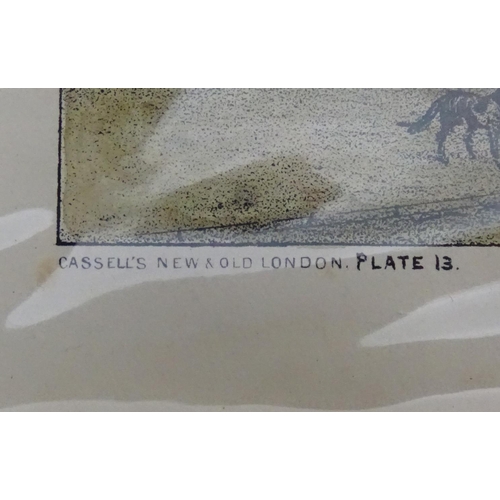 CASSELL'S NEW & OLD LONDON. PLATE 13.